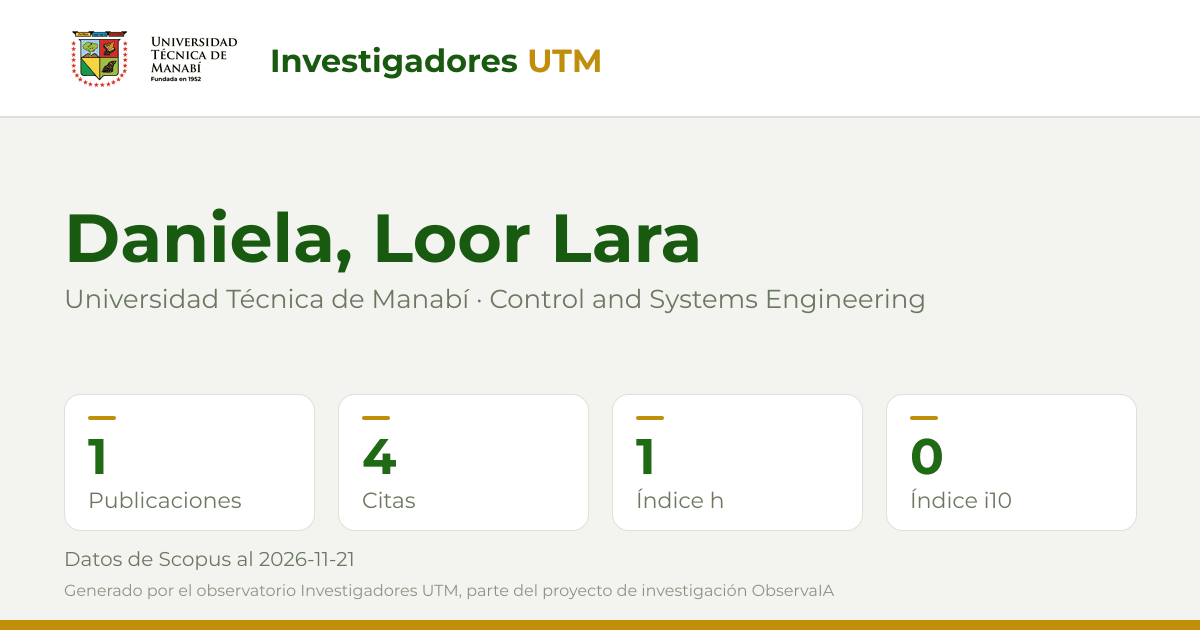 UNIVERSIDAD
TÉCNICA DE
MANABÍ
Fundada en 1952
Investigadores UTM
Daniela, Loor Lara
Universidad Técnica de Manabí · Control and Systems Engineering
1
Publicaciones
4
Citas
1
Índice h
0
Índice i10
Datos de Scopus al 2026-11-21
Generado por el observatorio Investigadores UTM, parte del proyecto de investigación ObservaIA